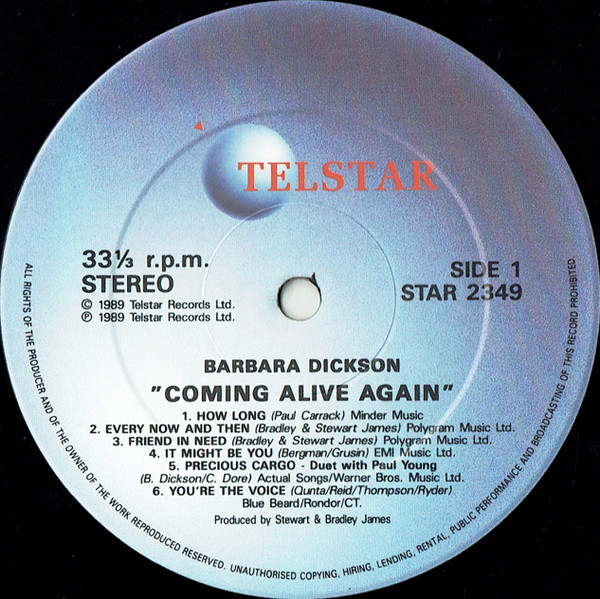 TELSTAR
33⅓ r.p.m.
STEREO
℗ 1989 Telstar Records Ltd.
© 1989 Telstar Records Ltd.
SIDE 1
STAR 2349
BARBARA DICKSON
"COMING ALIVE AGAIN"
1. HOW LONG (Paul Carrack) Minder Music
2. EVERY NOW AND THEN (Bradley & Stewart James) Polygram Music Ltd.
3. FRIEND IN NEED (Bradley & Stewart James) Polygram Music Ltd.
4. IT MIGHT BE YOU (Bergman/Grusin) EMI Music Ltd.
5. PRECIOUS CARGO - Duet with Paul Young
(B. Dickson/C. Dore) Actual Songs/Warner Bros. Music Ltd.
6. YOU'RE THE VOICE (Qunta/Reid/Thompson/Ryder)
Blue Beard/Rondor/CT.
Produced by Stewart & Bradley James
ALL RIGHTS OF THE PRODUCER AND OF THE OWNER OF THE WORK REPRODUCED RESERVED. UNAUTHORISED COPYING, HIRING, LENDING, RENTAL, PUBLIC PERFORMANCE AND BROADCASTING OF THIS RECORD PROHIBITED.